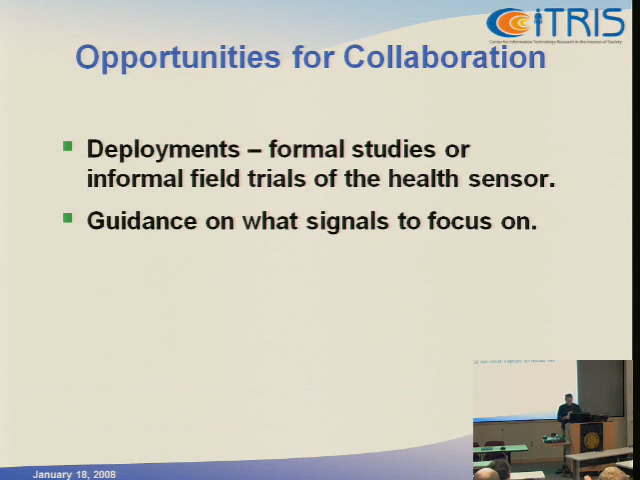 CiTRIS
Center for Information Technology Research in the Interest of Society
Opportunities for Collaboration
Deployments – formal studies or
informal field trials of the health sensor.
Guidance on what signals to focus on.
January 18, 2008